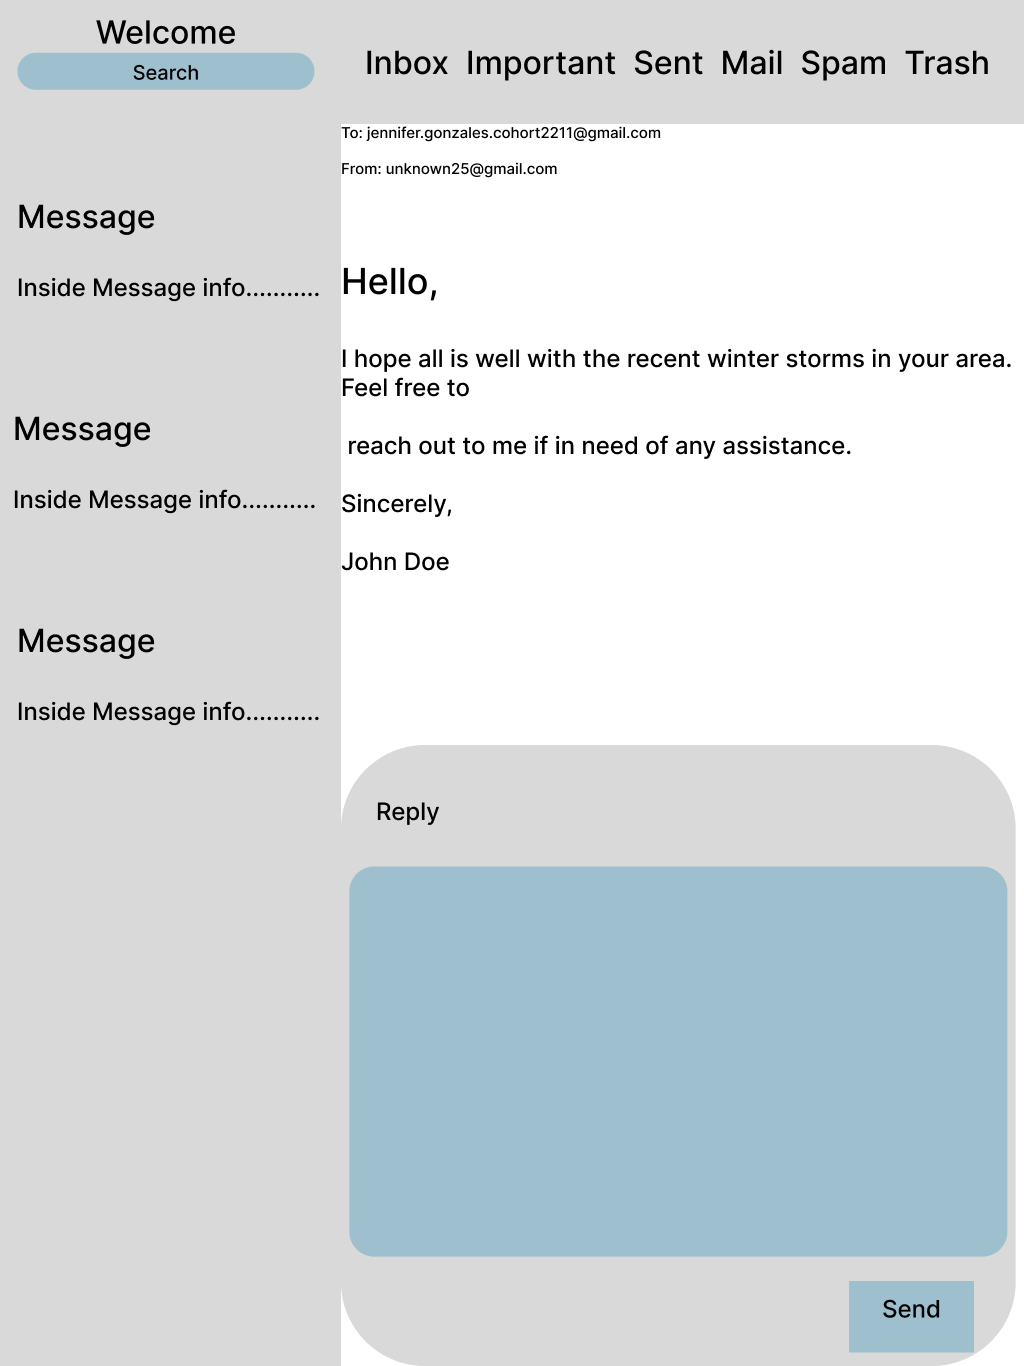 Welcome
Search
Inbox Important Sent Mail Spam Trash
Message
Inside Message info...........
Message
Inside Message info...........
Message
Inside Message info...........
To: jennifer.gonzales.cohort2211@gmail.com
From: unknown25@gmail.com
Hello,
I hope all is well with the recent winter storms in your area.
Feel free to
reach out to me if in need of any assistance.
Sincerely,
John Doe
Reply
Send